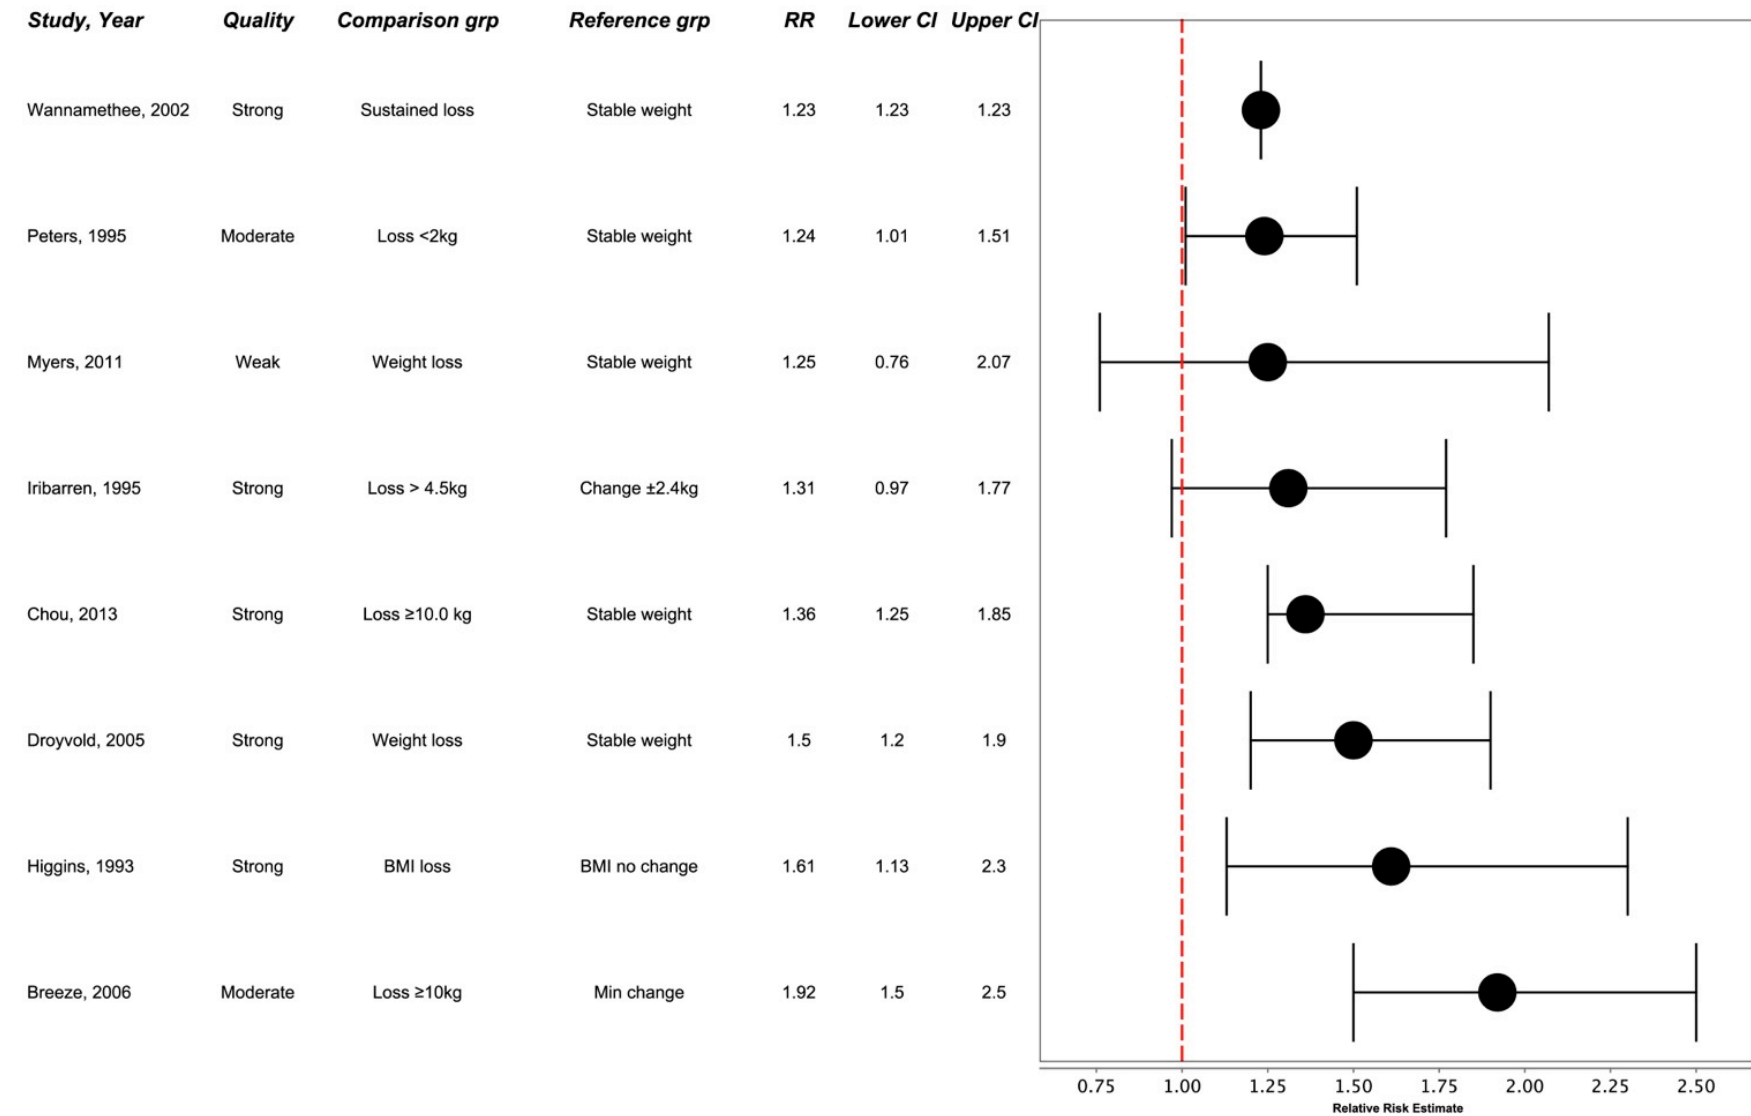 Study, Year Quality Comparison grp Reference grp RR Lower CI Upper CI
Wannamethee, 2002 Strong Sustained loss Stable weight 1.23 1.23 1.23
Peters, 1995 Moderate Loss <2kg Stable weight 1.24 1.01 1.51
Myers, 2011 Weak Weight loss Stable weight 1.25 0.76 2.07
Iribarren, 1995 Strong Loss > 4.5kg Change ±2.4kg 1.31 0.97 1.77
Chou, 2013 Strong Loss ≥10.0 kg Stable weight 1.36 1.25 1.85
Droyvold, 2005 Strong Weight loss Stable weight 1.5 1.2 1.9
Higgins, 1993 Strong BMI loss BMI no change 1.61 1.13 2.3
Breeze, 2006 Moderate Loss ≥10kg Min change 1.92 1.5 2.5
0.75 1.00 1.25 1.50 1.75 2.00 2.25 2.50
Relative Risk Estimate